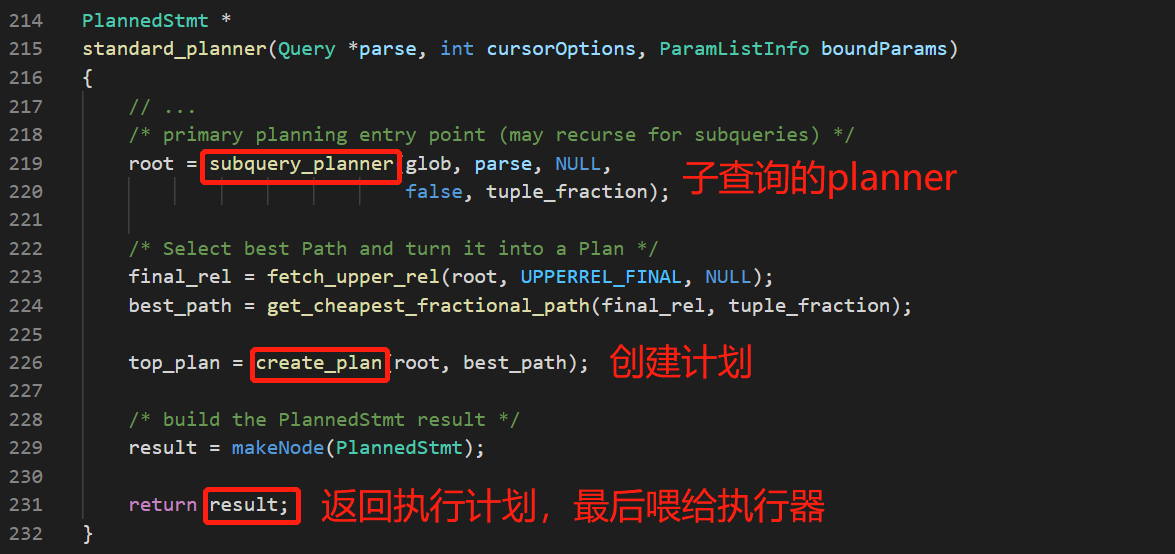 214 PlannedStmt *
215 standard_planner(Query *parse, int cursorOptions, ParamListInfo boundParams)
216 {
217 // ...
218 /* primary planning entry point (may recurse for subqueries) */
219 root = subquery_planner(glob, parse, NULL,
子查询的planner
220 false, tuple_fraction);
221
222 /* Select best Path and turn it into a Plan */
223 final_rel = fetch_upper_rel(root, UPPERREL_FINAL, NULL);
224 best_path = get_cheapest_fractional_path(final_rel, tuple_fraction);
225
226 top_plan = create_plan(root, best_path); 创建计划
227
228 /* build the PlannedStmt result */
229 result = makeNode(PlannedStmt);
230
231 return result; 返回执行计划，最后喂给执行器
232 }